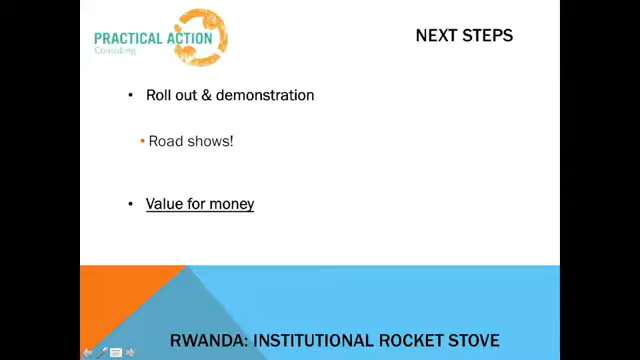 PRACTICAL ACTION
Consulting
NEXT STEPS
• Roll out & demonstration
• Road shows!
• Value for money
RWANDA: INSTITUTIONAL ROCKET STOVE